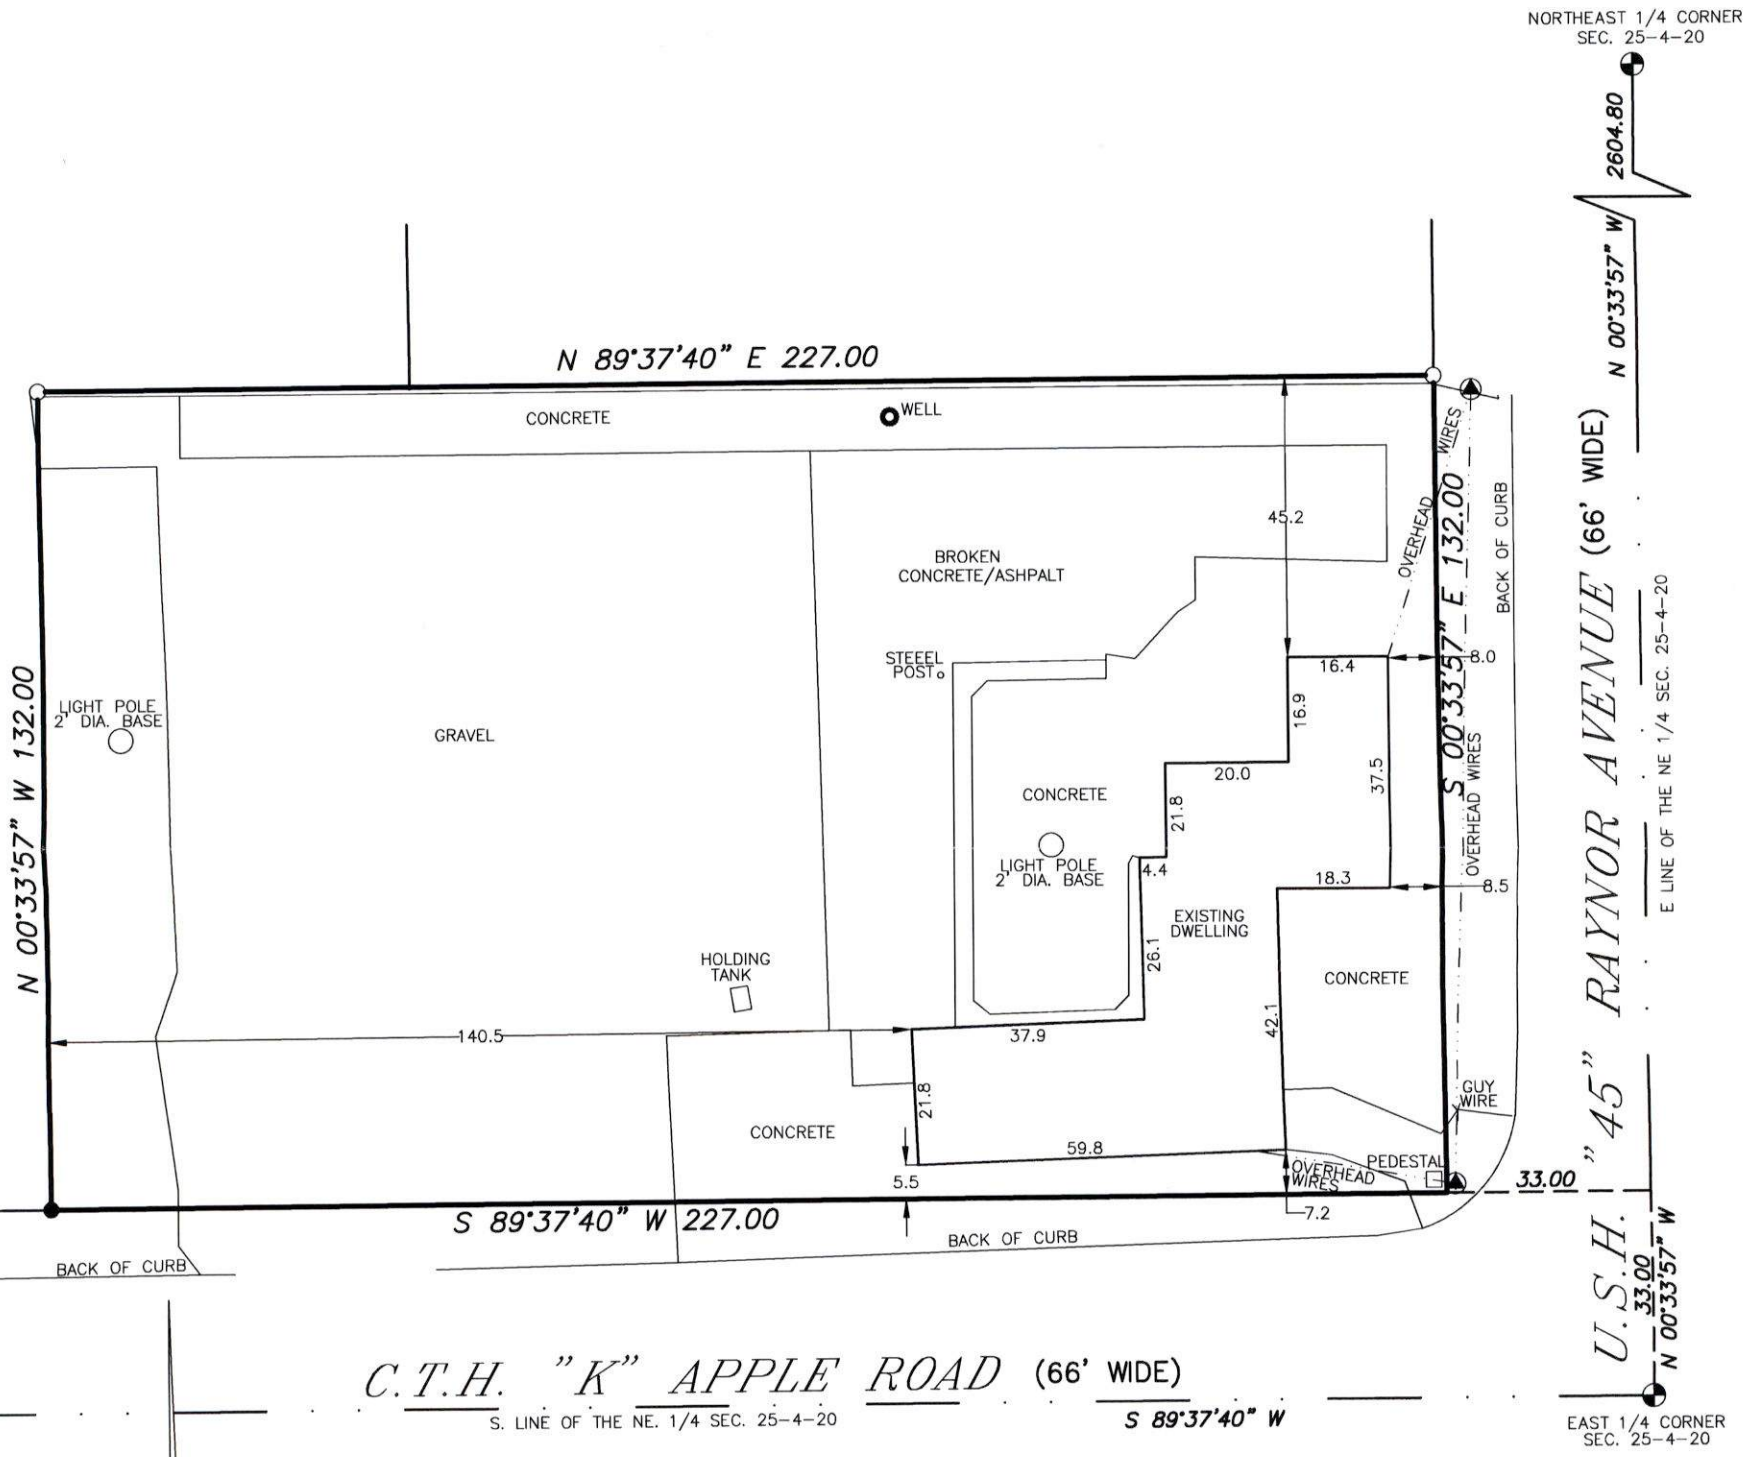 NORTHEAST 1/4 CORNER
SEC. 25-4-20
2604.80
N 00°33'57" W
N 89°37'40" E 227.00
CONCRETE
WELL
OVERHEAD WIRES
45.2
S 00°33'57" E 132.00
BACK OF CURB
BROKEN
CONCRETE/ASHPALT
STEEEL
POST
16.4
8.0
16.9
N 00°33'57" W 132.00
LIGHT POLE
2' DIA. BASE
GRAVEL
20.0
37.5
OVERHEAD WIRES
CONCRETE
21.8
LIGHT POLE
2' DIA. BASE
4.4
18.3
8.5
EXISTING
DWELLING
26.1
HOLDING
TANK
CONCRETE
42.1
140.5
37.9
21.8
GUY
WIRE
CONCRETE
59.8
OVERHEAD
WIRES
PEDESTAL
5.5
7.2
33.00
S 89°37'40" W 227.00
BACK OF CURB
BACK OF CURB
U.S.H. "45" RAYNOR AVENUE (66' WIDE)
E LINE OF THE NE 1/4 SEC. 25-4-20
33.00
N 00°33'57" W
C.T.H. "K" APPLE ROAD (66' WIDE)
S. LINE OF THE NE. 1/4 SEC. 25-4-20
S 89°37'40" W
EAST 1/4 CORNER
SEC. 25-4-20